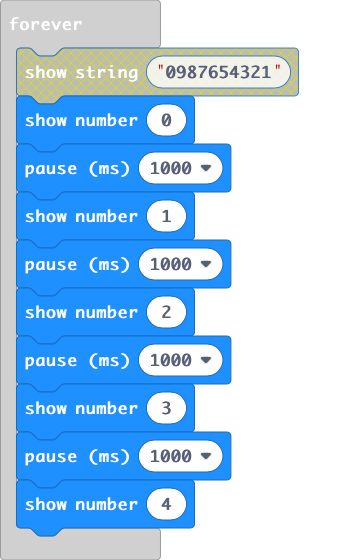 forever
show string "0987654321"
show number 0
pause (ms) 1000
show number 1
pause (ms) 1000
show number 2
pause (ms) 1000
show number 3
pause (ms) 1000
show number 4